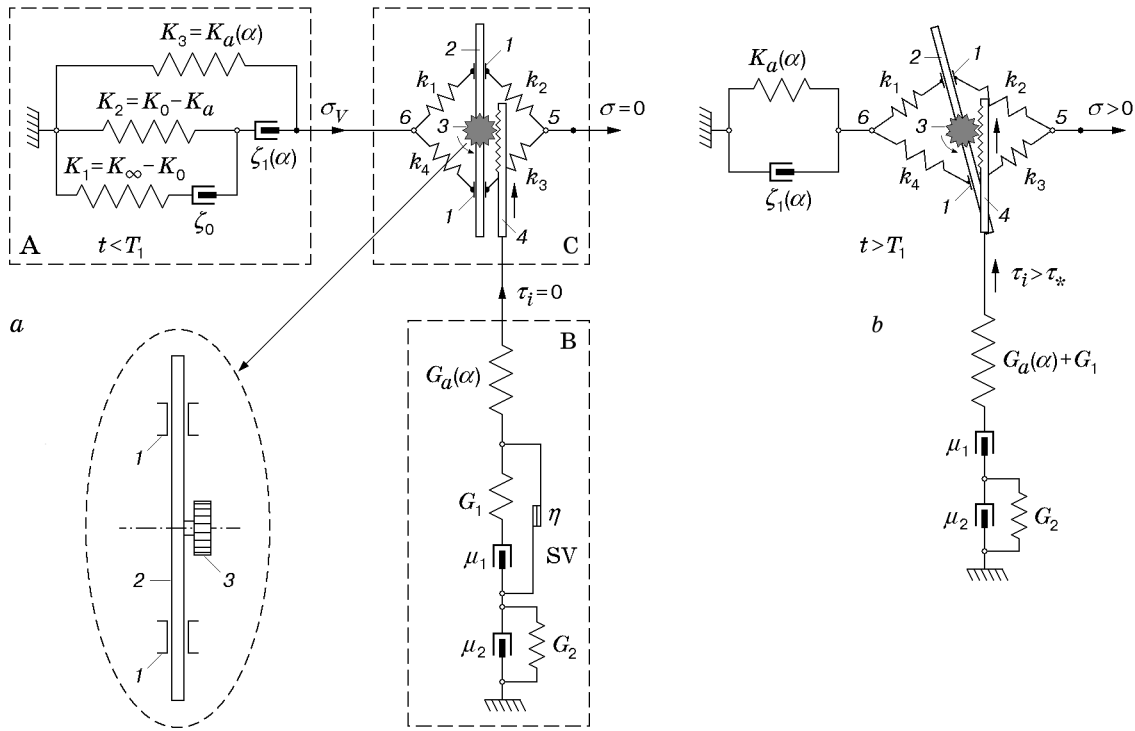 K₃=Kₐ(α)
K₂=K₀–Kₐ
K₁=K∞–K₀
ζ₁(α)
ζ₀
A
t<T₁
σ_V
2
1
k₁
k₂
6
3
5
k₄
k₃
1
4
C
σ=0
τᵢ=0
a
B
Gₐ(α)
G₁
η
μ₁
SV
μ₂
G₂
1
2
3
1
Kₐ(α)
ζ₁(α)
2
1
k₁
k₂
6
3
5
k₄
k₃
1
4
σ>0
t>T₁
τᵢ>τ*
b
Gₐ(α)+G₁
μ₁
μ₂
G₂